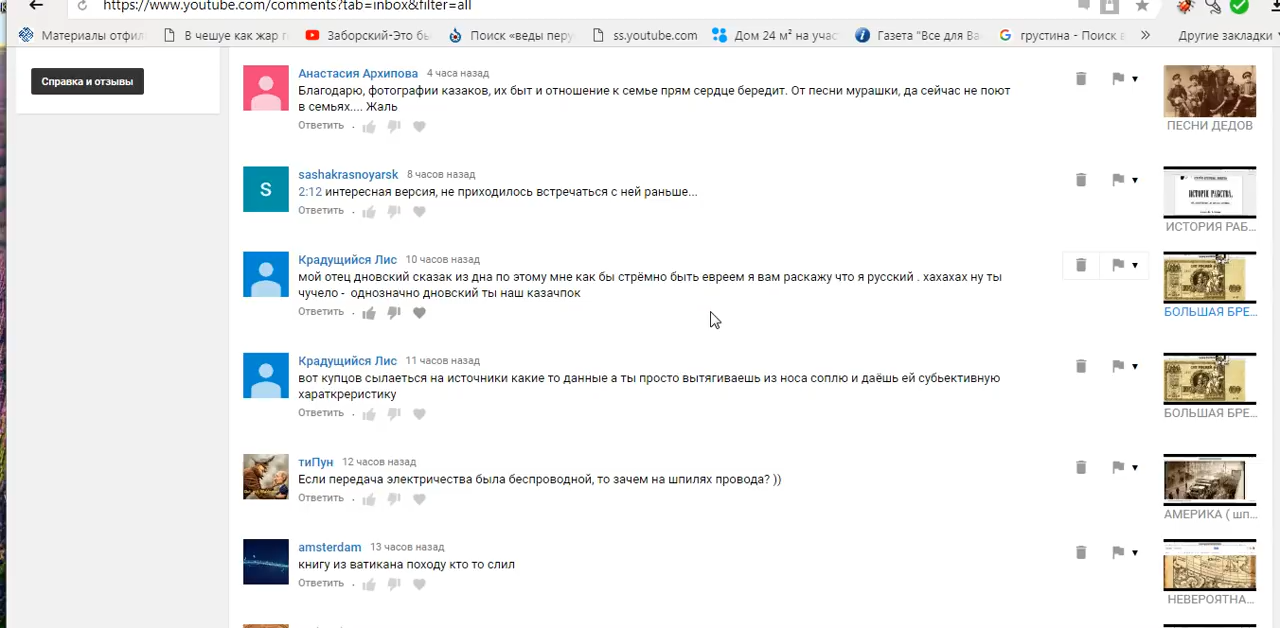 https://www.youtube.com/comments?tab=inbox&filter=all
Материалы отфил
В чешуе как жар г
Заборский-Это бы
Поиск «веды перу
ss.youtube.com
Дом 24 м² на учас
Газета "Все для Ва
грустина - Поиск в
»
Другие закладки
Справка и отзывы
Анастасия Архипова 4 часа назад
Благодарю, фотографии казаков, их быт и отношение к семье прям сердце бередит. От песни мурашки, да сейчас не поют
в семьях.... Жаль
Ответить
ПЕСНИ ДЕДОВ
S
sashakrasnoyarsk 8 часов назад
2:12 интересная версия, не приходилось встречаться с ней раньше...
Ответить
ИСТОРІЯ РАБСТВА,
ИСТОРИЯ РАБ...
Крадущийся Лис 10 часов назад
мой отец дновский сказак из дна поэтому мне как бы стрёмно быть евреем я вам раскажу что я русский . хахахах ну ты
чучело - однозначно дновский ты наш казачпок
Ответить
БОЛЬШАЯ БРЕ...
Крадущийся Лис 11 часов назад
вот купцов сылаеться на источники какие то данные а ты просто вытягиваешь из носа соплю и даёшь ей субьективную
хараткреристику
Ответить
БОЛЬШАЯ БРЕ...
тиПун 12 часов назад
Если передача электричества была беспроводной, то зачем на шпилях провода? ))
Ответить
АМЕРИКА ( шп...
amsterdam 13 часов назад
книгу из ватикана походу кто то слил
Ответить
НЕВЕРОЯТНА...